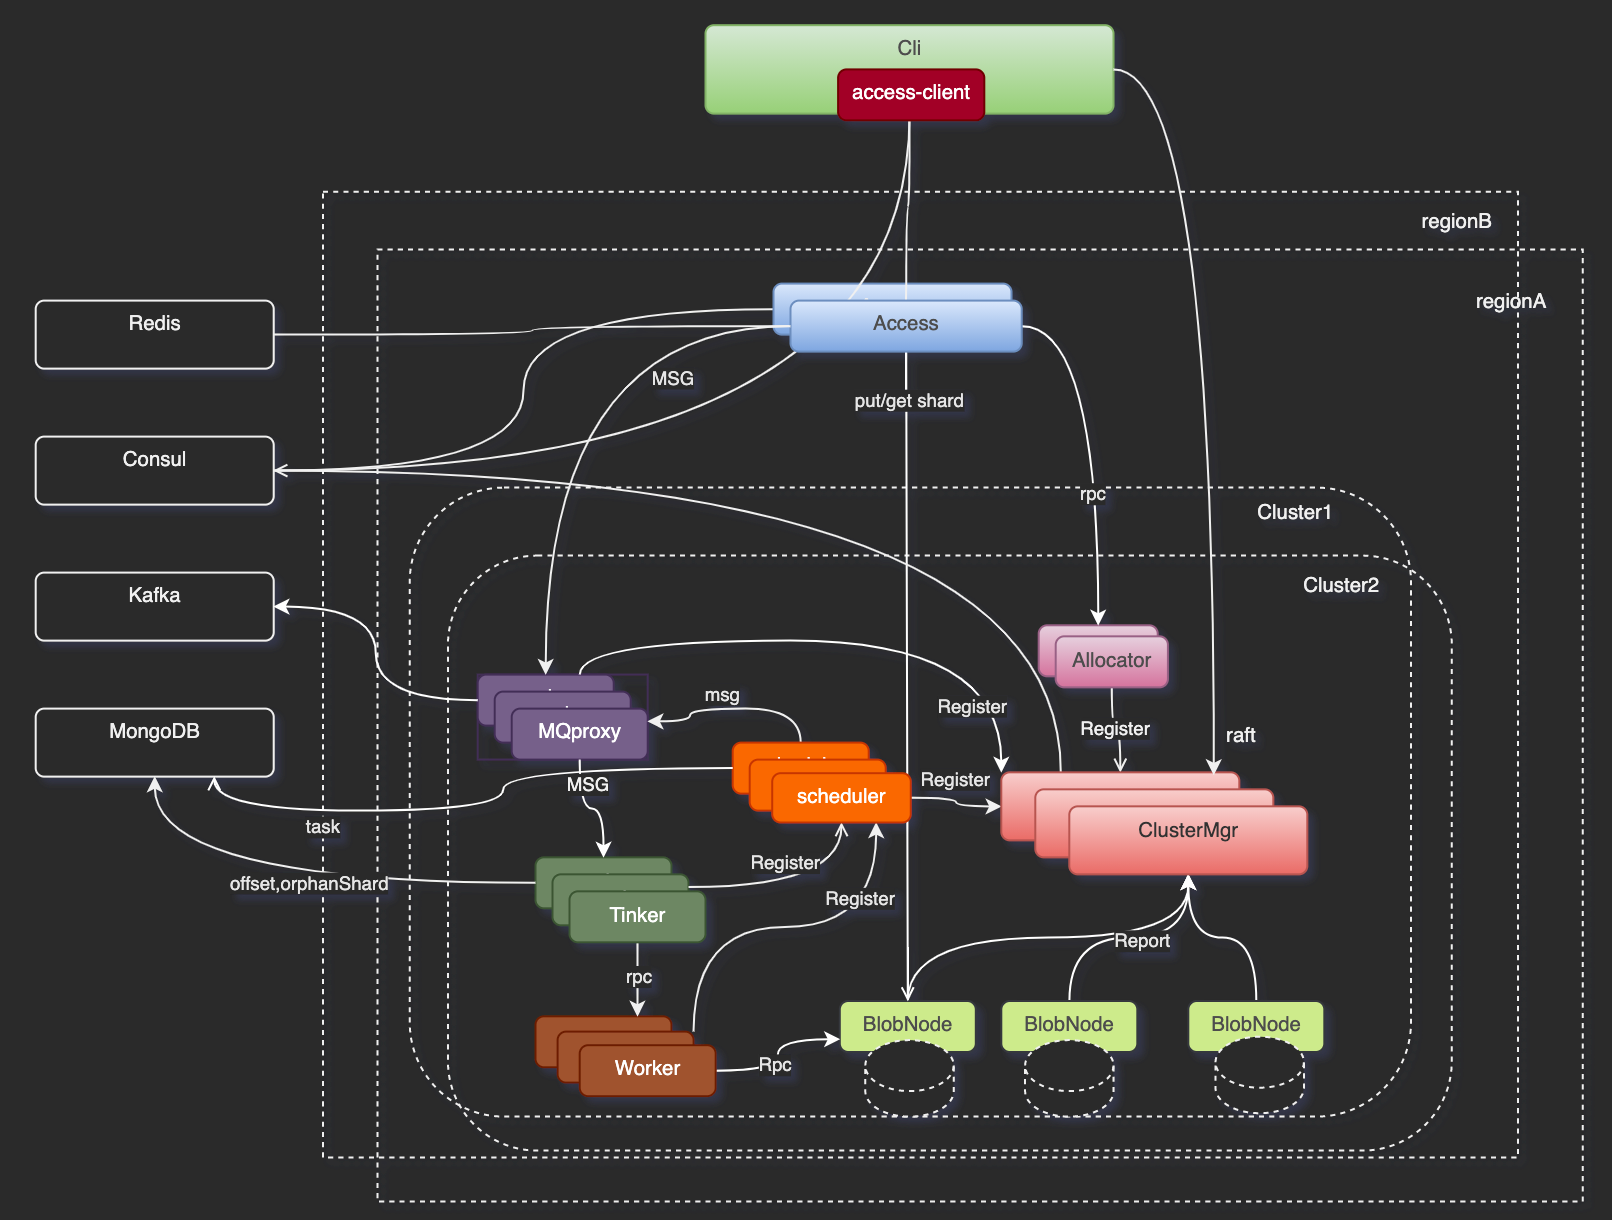 Cli
access-client
regionB
regionA
Redis
Access
MSG
put/get shard
Consul
rpc
Cluster1
Cluster2
Kafka
Allocator
msg
Register
MongoDB
MQproxy
Register
raft
MSG
scheduler
Register
task
ClusterMgr
Register
offset,orphanShard
Register
Tinker
Report
rpc
BlobNode
BlobNode
BlobNode
Worker
Rpc